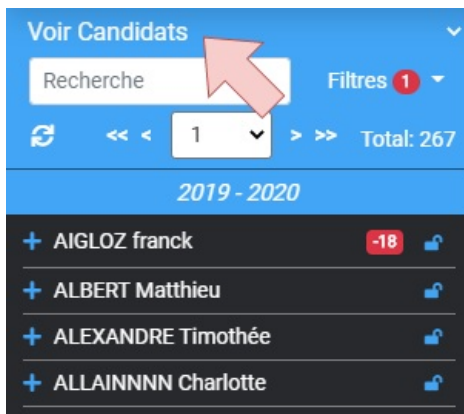 Voir Candidats
Recherche Filtres 1
<< < 1 > >> Total: 267
2019 - 2020
+ AIGLOZ franck -18
+ ALBERT Matthieu
+ ALEXANDRE Timothée
+ ALLAINNNN Charlotte